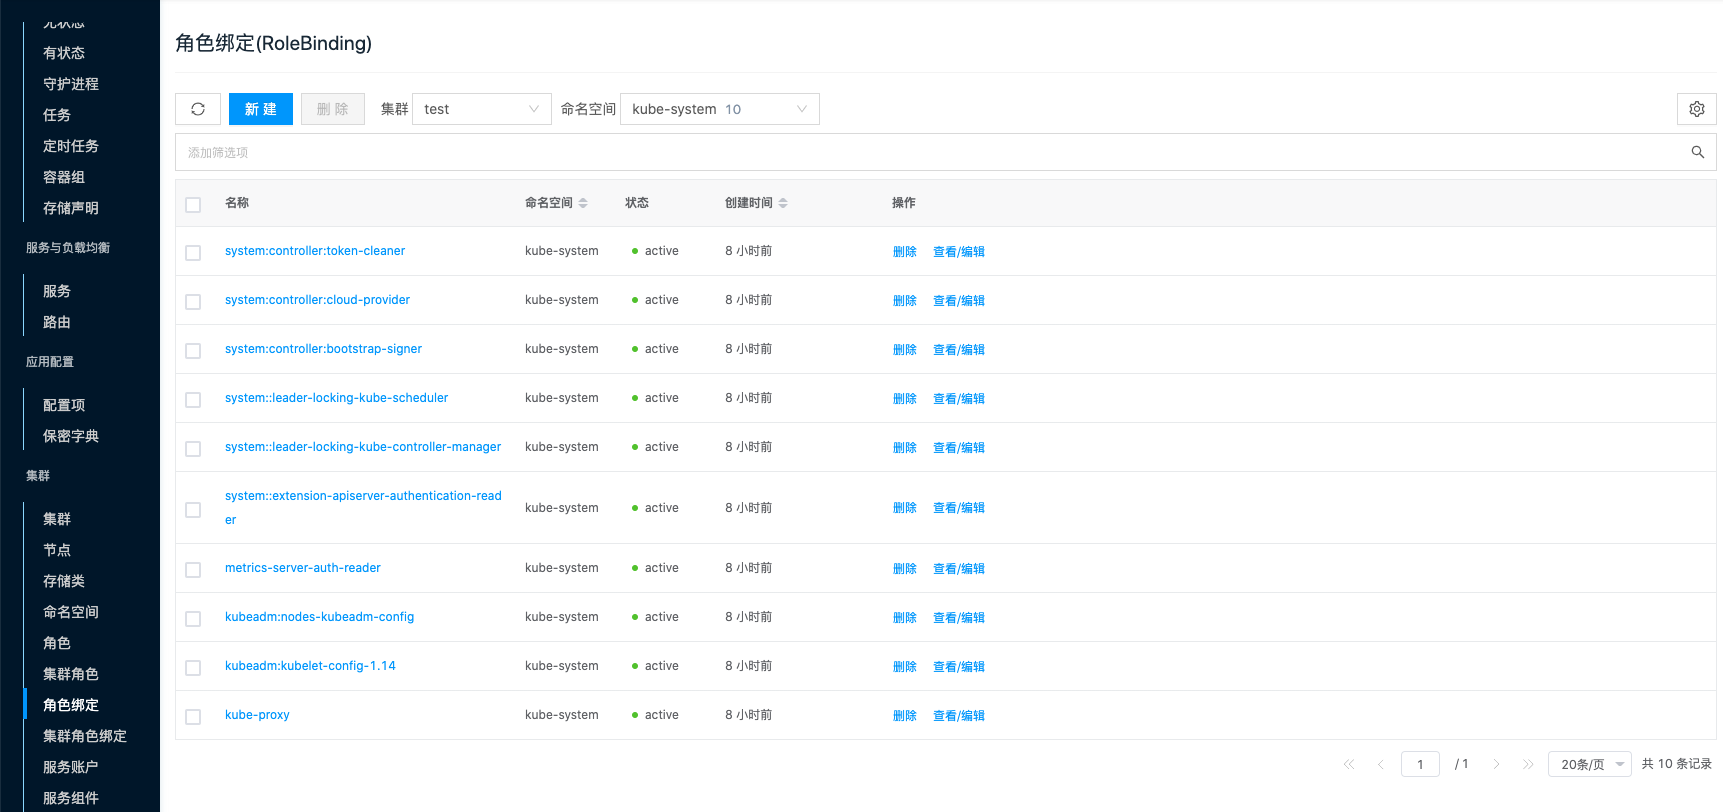 无状态
有状态
守护进程
任务
定时任务
容器组
存储声明
服务与负载均衡
服务
路由
应用配置
配置项
保密字典
集群
集群
节点
存储类
命名空间
角色
集群角色
角色绑定
集群角色绑定
服务账户
服务组件
角色绑定(RoleBinding)
新 建 删 除 集群 test 命名空间 kube-system 10
添加筛选项
名称 命名空间 状态 创建时间 操作
system:controller:token-cleaner kube-system active 8 小时前 删除 查看/编辑
system:controller:cloud-provider kube-system active 8 小时前 删除 查看/编辑
system:controller:bootstrap-signer kube-system active 8 小时前 删除 查看/编辑
system::leader-locking-kube-scheduler kube-system active 8 小时前 删除 查看/编辑
system::leader-locking-kube-controller-manager kube-system active 8 小时前 删除 查看/编辑
system::extension-apiserver-authentication-read
er kube-system active 8 小时前 删除 查看/编辑
metrics-server-auth-reader kube-system active 8 小时前 删除 查看/编辑
kubeadm:nodes-kubeadm-config kube-system active 8 小时前 删除 查看/编辑
kubeadm:kubelet-config-1.14 kube-system active 8 小时前 删除 查看/编辑
kube-proxy kube-system active 8 小时前 删除 查看/编辑
1 / 1 20条/页 共 10 条记录